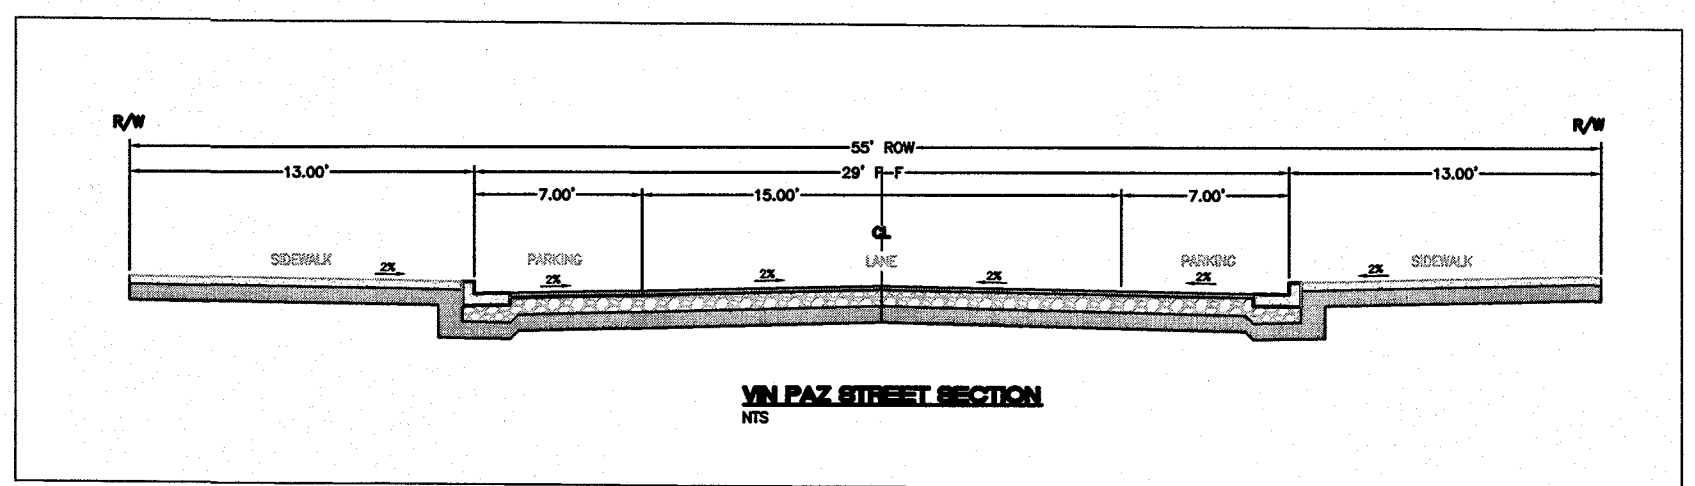 R/W R/W
55' ROW
13.00' 29' F-F 13.00'
7.00' 15.00' 7.00'
CL
SIDEWALK 2% PARKING LANE PARKING 2% SIDEWALK
2% 2% 2% 2%
VIN PAZ STREET SECTION
NTS